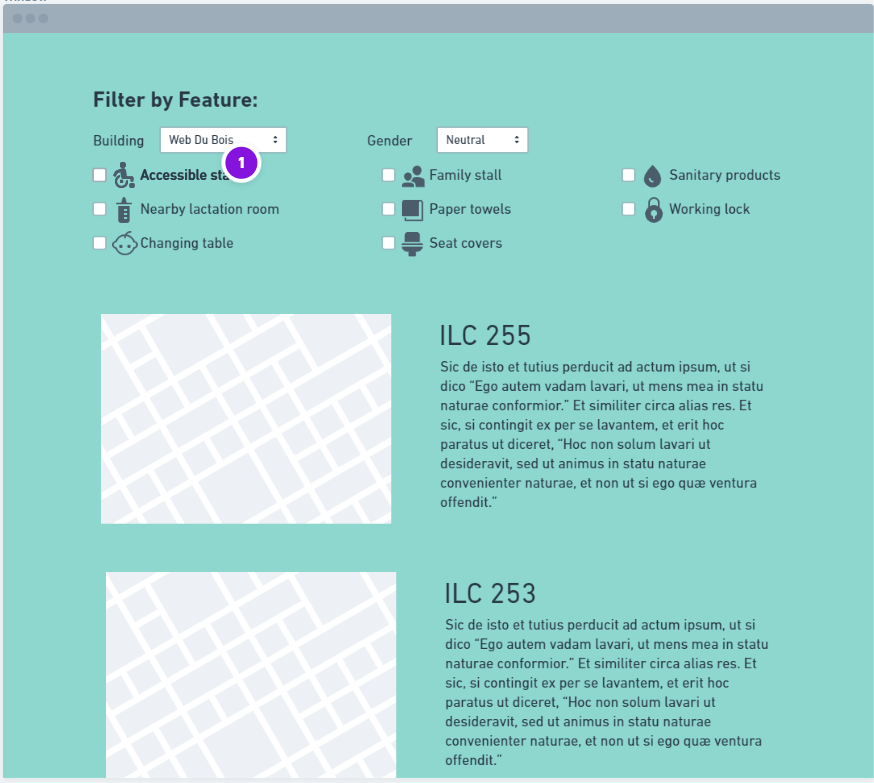 Filter by Feature:
Building Web Du Bois Gender Neutral
1
Accessible Family stall Sanitary products
Nearby lactation room Paper towels Working lock
Changing table Seat covers
ILC 255
Sic de isto et tutius perducit ad actum ipsum, ut si
dico “Ego autem vadam lavari, ut mens mea in statu
naturae conformior.” Et similiter circa alias res. Et
sic, si contingit ex per se lavantem, et erit hoc
paratus ut diceret, “Hoc non solum lavari ut
desideravit, sed ut animus in statu naturae
convenienter naturae, et non ut si ego quæ ventura
offendit.”
ILC 253
Sic de isto et tutius perducit ad actum ipsum, ut si
dico “Ego autem vadam lavari, ut mens mea in statu
naturae conformior.” Et similiter circa alias res. Et
sic, si contingit ex per se lavantem, et erit hoc
paratus ut diceret, “Hoc non solum lavari ut
desideravit, sed ut animus in statu naturae
convenienter naturae, et non ut si ego quæ ventura
offendit.”